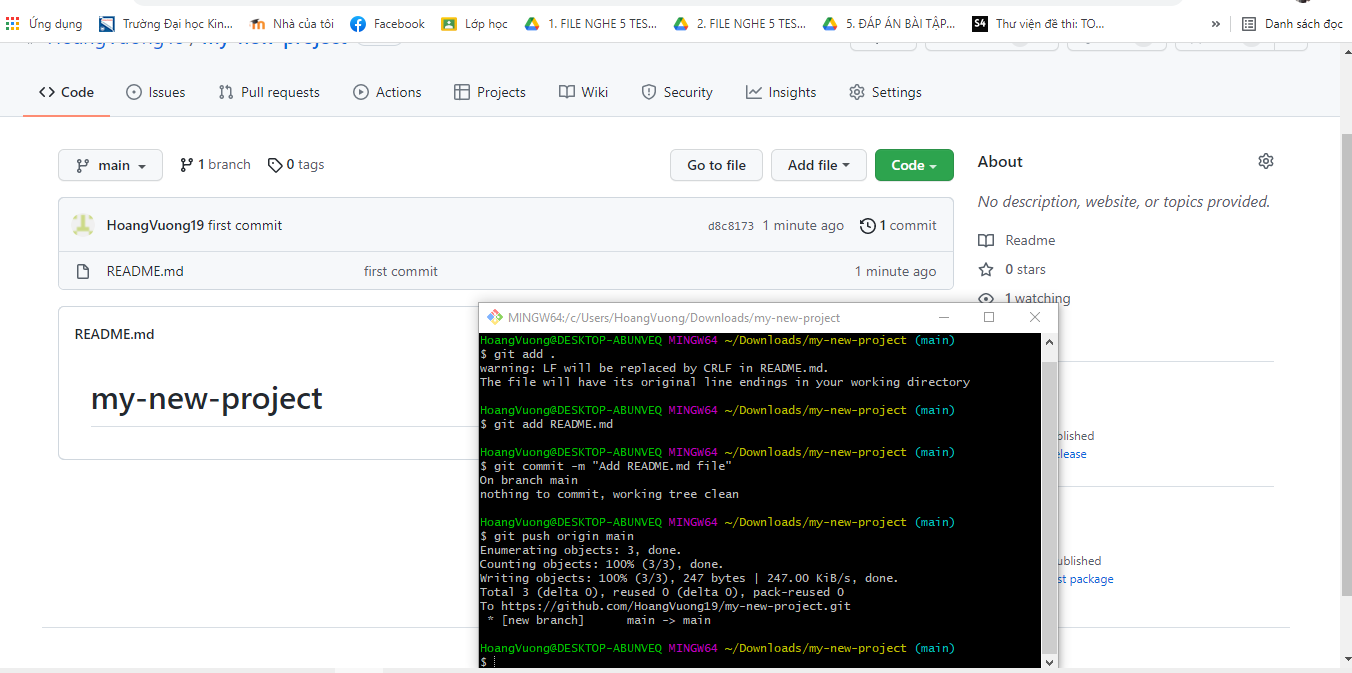 Ứng dụng
Trường Đại học Kin...
Nhà của tôi
Facebook
Lớp học
1. FILE NGHE 5 TES...
2. FILE NGHE 5 TES...
5. ĐÁP ÁN BÀI TẬP...
S4 Thư viện đề thi: TO...
»
Danh sách đọc
HoangVuong19 / my-new-project
<> Code
Issues
Pull requests
Actions
Projects
Wiki
Security
Insights
Settings
main
1 branch
0 tags
Go to file
Add file
Code
About
No description, website, or topics provided.
HoangVuong19 first commit
d8c8173 1 minute ago
1 commit
README.md
first commit
1 minute ago
Readme
0 stars
1 watching
README.md
my-new-project
blished
elease
ublished
st package
MINGW64:/c/Users/HoangVuong/Downloads/my-new-project
HoangVuong@DESKTOP-ABUNVEQ MINGW64 ~/Downloads/my-new-project (main)
$ git add .
warning: LF will be replaced by CRLF in README.md.
The file will have its original line endings in your working directory
HoangVuong@DESKTOP-ABUNVEQ MINGW64 ~/Downloads/my-new-project (main)
$ git add README.md
HoangVuong@DESKTOP-ABUNVEQ MINGW64 ~/Downloads/my-new-project (main)
$ git commit -m "Add README.md file"
On branch main
nothing to commit, working tree clean
HoangVuong@DESKTOP-ABUNVEQ MINGW64 ~/Downloads/my-new-project (main)
$ git push origin main
Enumerating objects: 3, done.
Counting objects: 100% (3/3), done.
Writing objects: 100% (3/3), 247 bytes | 247.00 KiB/s, done.
Total 3 (delta 0), reused 0 (delta 0), pack-reused 0
To https://github.com/HoangVuong19/my-new-project.git
* [new branch] main -> main
HoangVuong@DESKTOP-ABUNVEQ MINGW64 ~/Downloads/my-new-project (main)
$